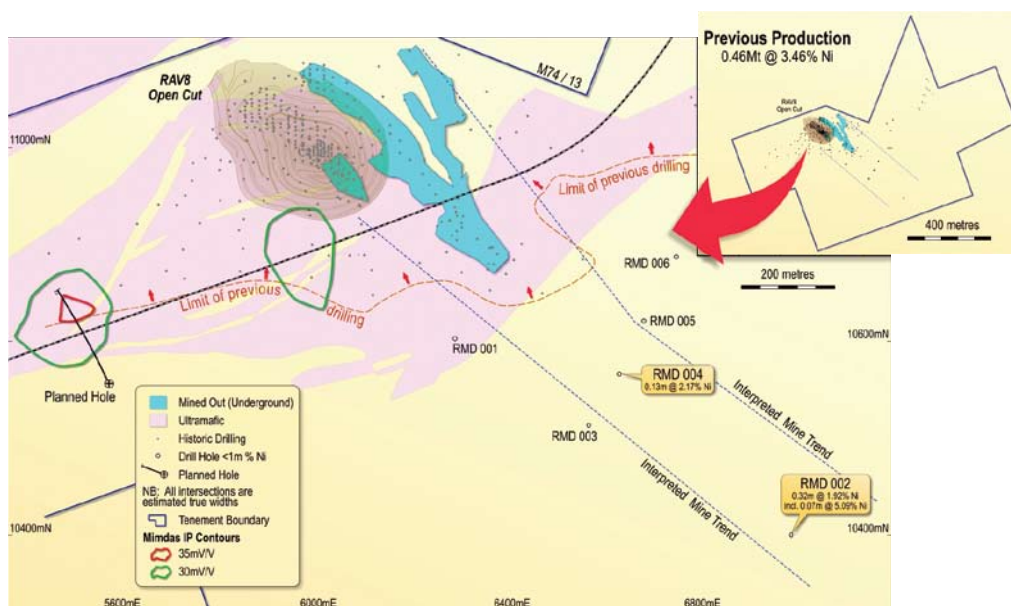 Previous Production
0.46Mt @ 3.46% Ni
RAV8
Open Cut
400 metres
RAV8
Open Cut
M74 / 13
11000mN
Limit of previous drilling
RMD 006
200 metres
Limit of previous
drilling
RMD 005
10600mN
RMD 001
RMD 004
0.13m @ 2.17% Ni
Planned Hole
Interpreted Mine Trend
RMD 003
Mined Out (Underground)
Ultramafic
Historic Drilling
Drill Hole <1m % Ni
Planned Hole
NB: All intersections are
estimated true widths
Tenement Boundary
Mimdas IP Contours
35mV/V
30mV/V
Interpreted Mine Trend
RMD 002
0.32m @ 1.92% Ni
incl. 0.07m @ 5.09% Ni
10400mN
10400mN
5600mE
6000mE
6400mE
6800mE